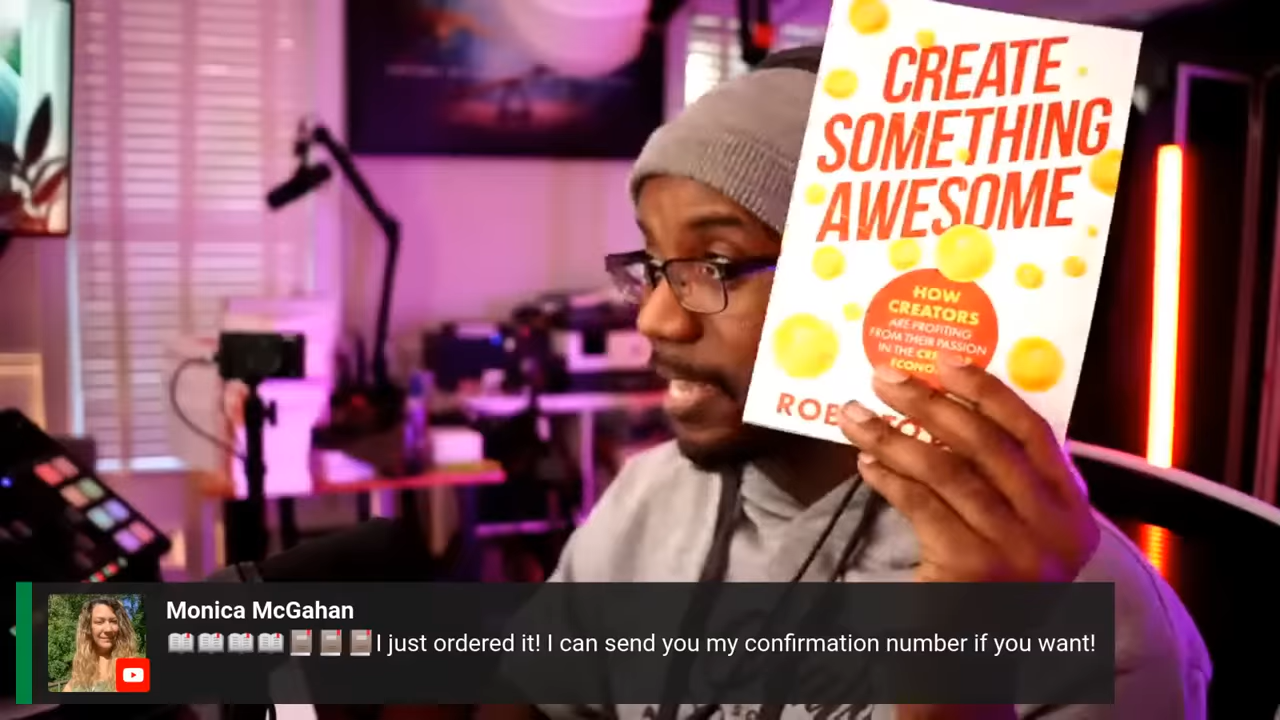 CREATE
SOMETHING
AWESOME
HOW
CREATORS
ARE PROFITING
FROM THEIR PASSION
IN THE
Monica McGahan
📖📖📖📖📔📔📔I just ordered it! I can send you my confirmation number if you want!